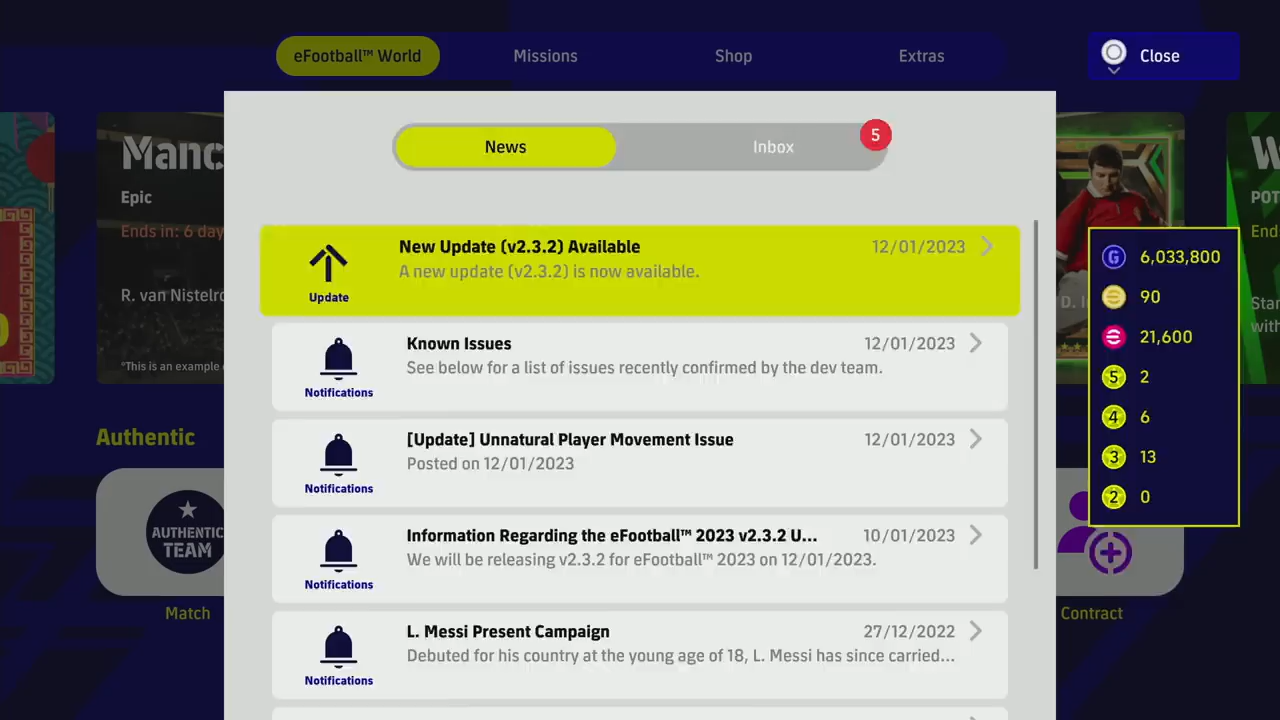 eFootball™ World
Missions
Shop
Extras
Close
News
Inbox
5
Manc
Epic
Ends in: 6 day
R. van Nistelro
*This is an example
New Update (v2.3.2) Available
12/01/2023
A new update (v2.3.2) is now available.
Update
Known Issues
12/01/2023
See below for a list of issues recently confirmed by the dev team.
Notifications
[Update] Unnatural Player Movement Issue
12/01/2023
Posted on 12/01/2023
Notifications
Information Regarding the eFootball™ 2023 v2.3.2 U...
10/01/2023
We will be releasing v2.3.2 for eFootball™ 2023 on 12/01/2023.
Notifications
L. Messi Present Campaign
27/12/2022
Debuted for his country at the young age of 18, L. Messi has since carried...
Notifications
Authentic
AUTHENTIC
TEAM
Match
W
POT
Ends
Star
with
G 6,033,800
90
21,600
5 2
4 6
3 13
2 0
Contract